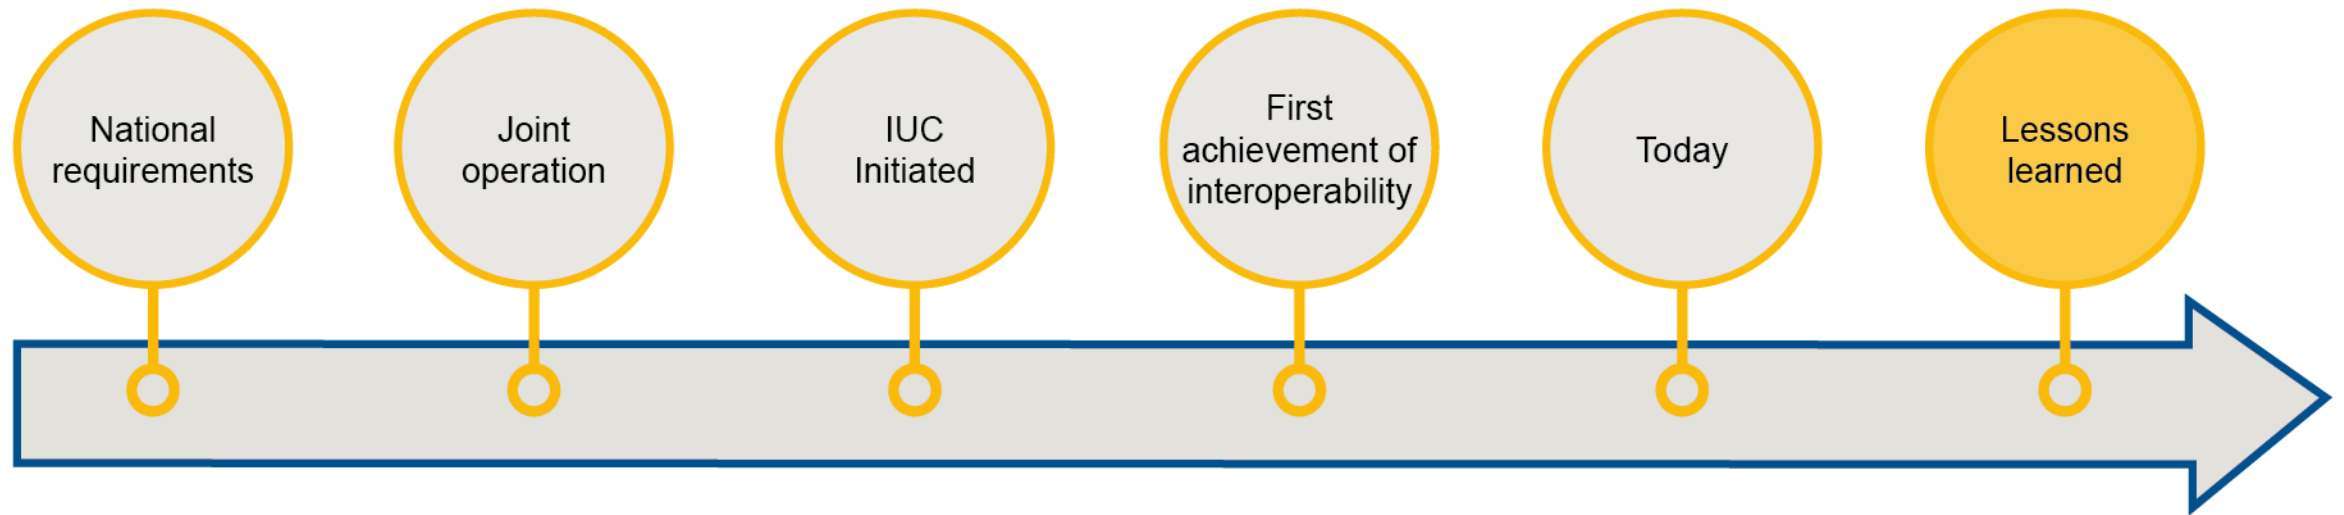 National
requirements
Joint
operation
IUC
Initiated
First
achievement of
interoperability
Today
Lessons
learned